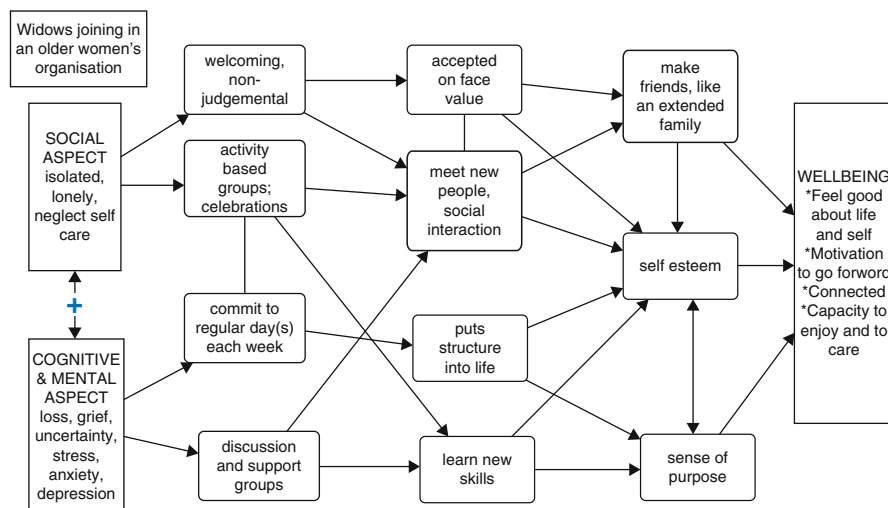 Widows joining in
an older women's
organisation
SOCIAL
ASPECT
isolated,
lonely,
neglect self
care
+
COGNITIVE
& MENTAL
ASPECT
loss, grief,
uncertainty,
stress,
anxiety,
depression
welcoming,
non-
judgemental
activity
based
groups;
celebrations
commit to
regular day(s)
each week
discussion
and support
groups
accepted
on face
value
meet new
people,
social
interaction
puts
structure
into life
learn new
skills
make
friends, like
an extended
family
self esteem
sense of
purpose
WELLBEING
*Feel good
about life
and self
*Motivation
to go forword
*Connected
*Capacity to
enjoy and to
care